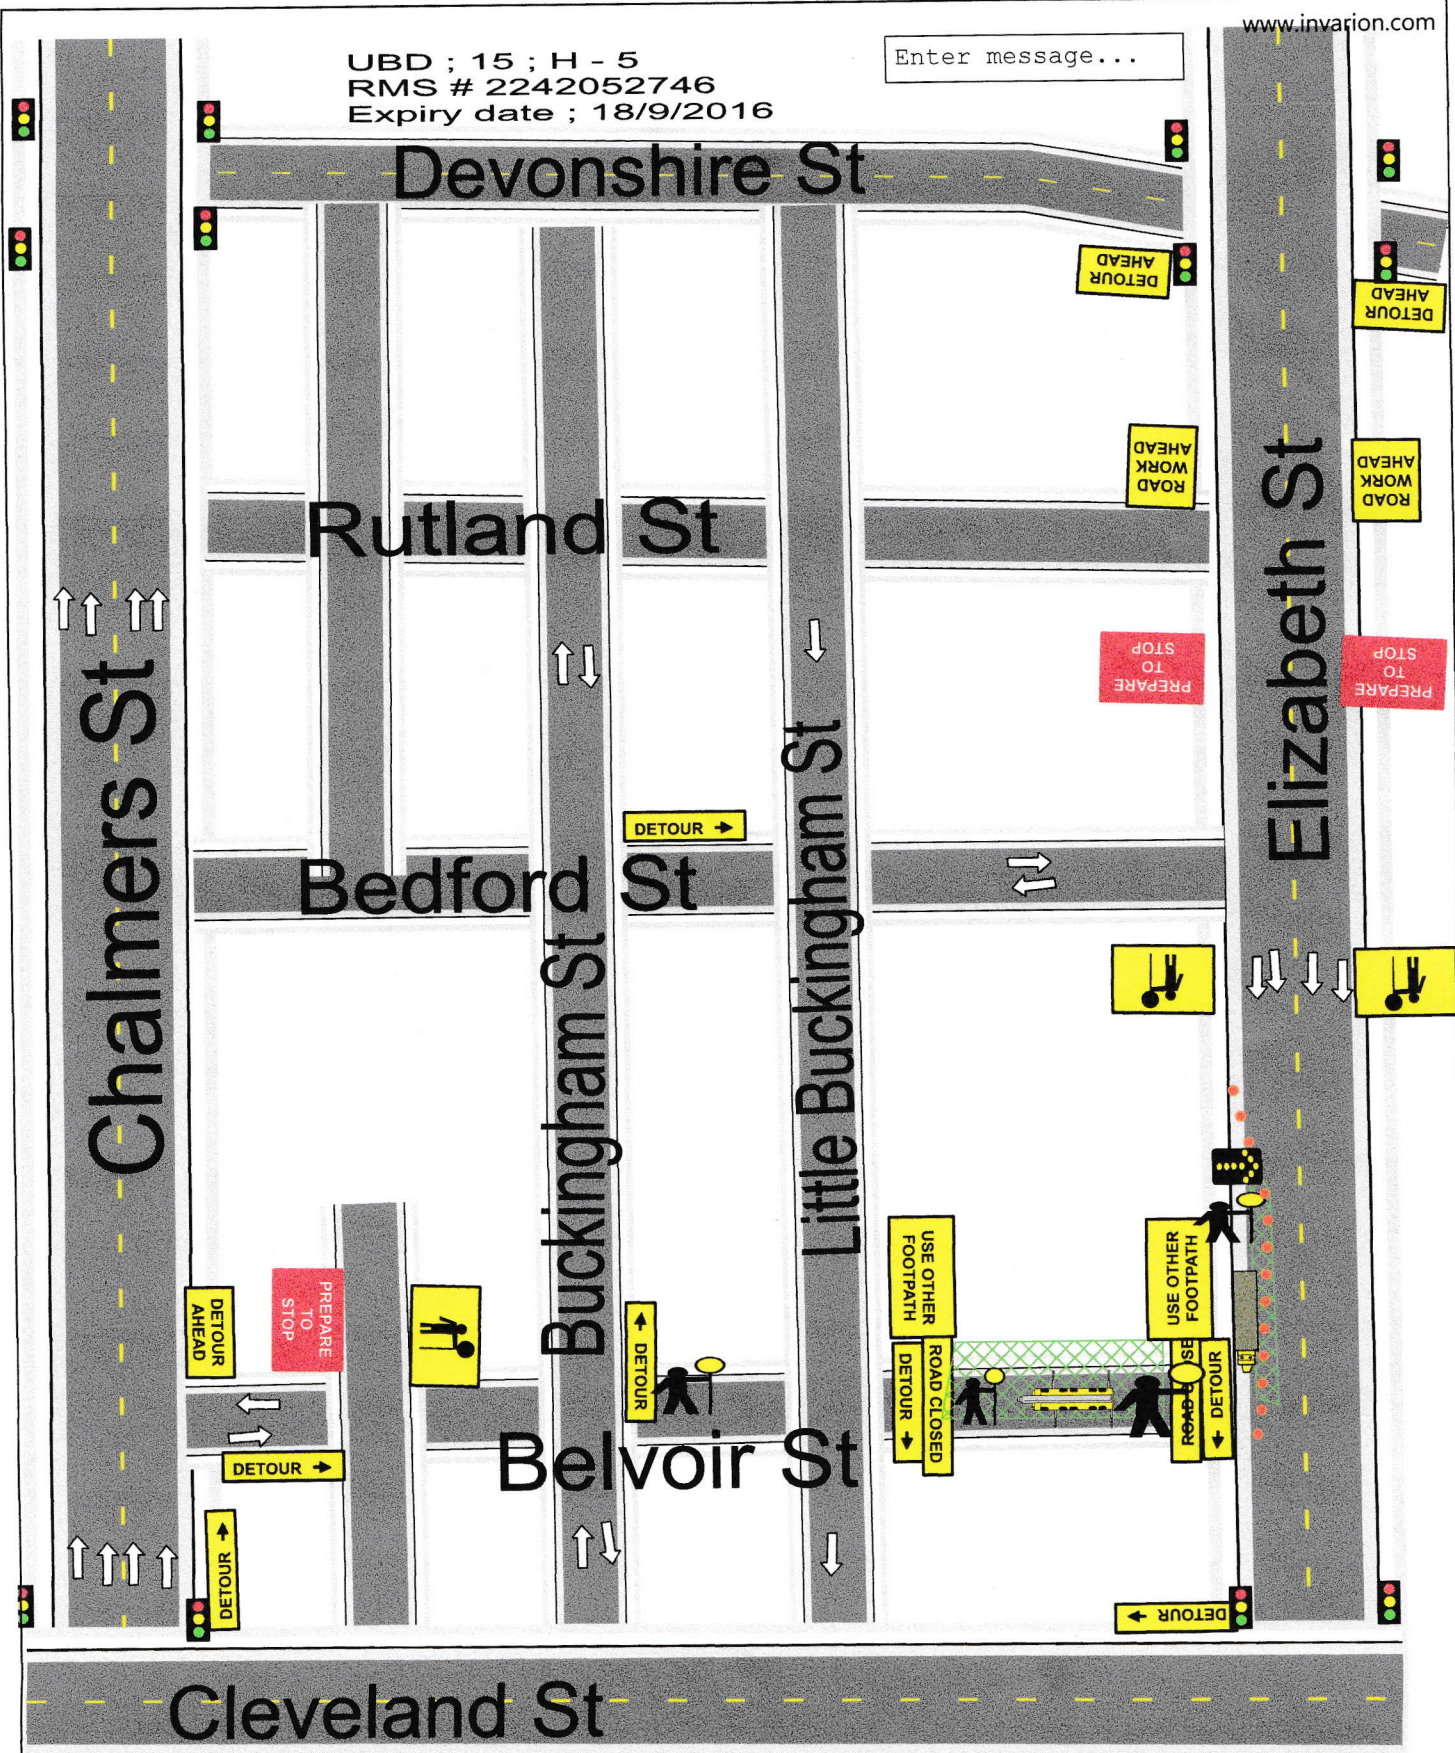 www.invarion.com
UBD ; 15 ; H - 5
RMS # 2242052746
Expiry date ; 18/9/2016
Enter message...
Devonshire St
DETOUR
AHEAD
DETOUR
AHEAD
ROAD
WORK
AHEAD
ROAD
WORK
AHEAD
Rutland St
Elizabeth St
PREPARE
TO
STOP
PREPARE
TO
STOP
Chalmers St
DETOUR →
Bedford St
Buckingham St
Little Buckingham St
USE OTHER
FOOTPATH
USE OTHER
FOOTPATH
DETOUR
AHEAD
PREPARE
TO
STOP
← DETOUR
DETOUR →
ROAD CLOSED
DETOUR →
DETOUR →
Belvoir St
DETOUR →
DETOUR →
Cleveland St